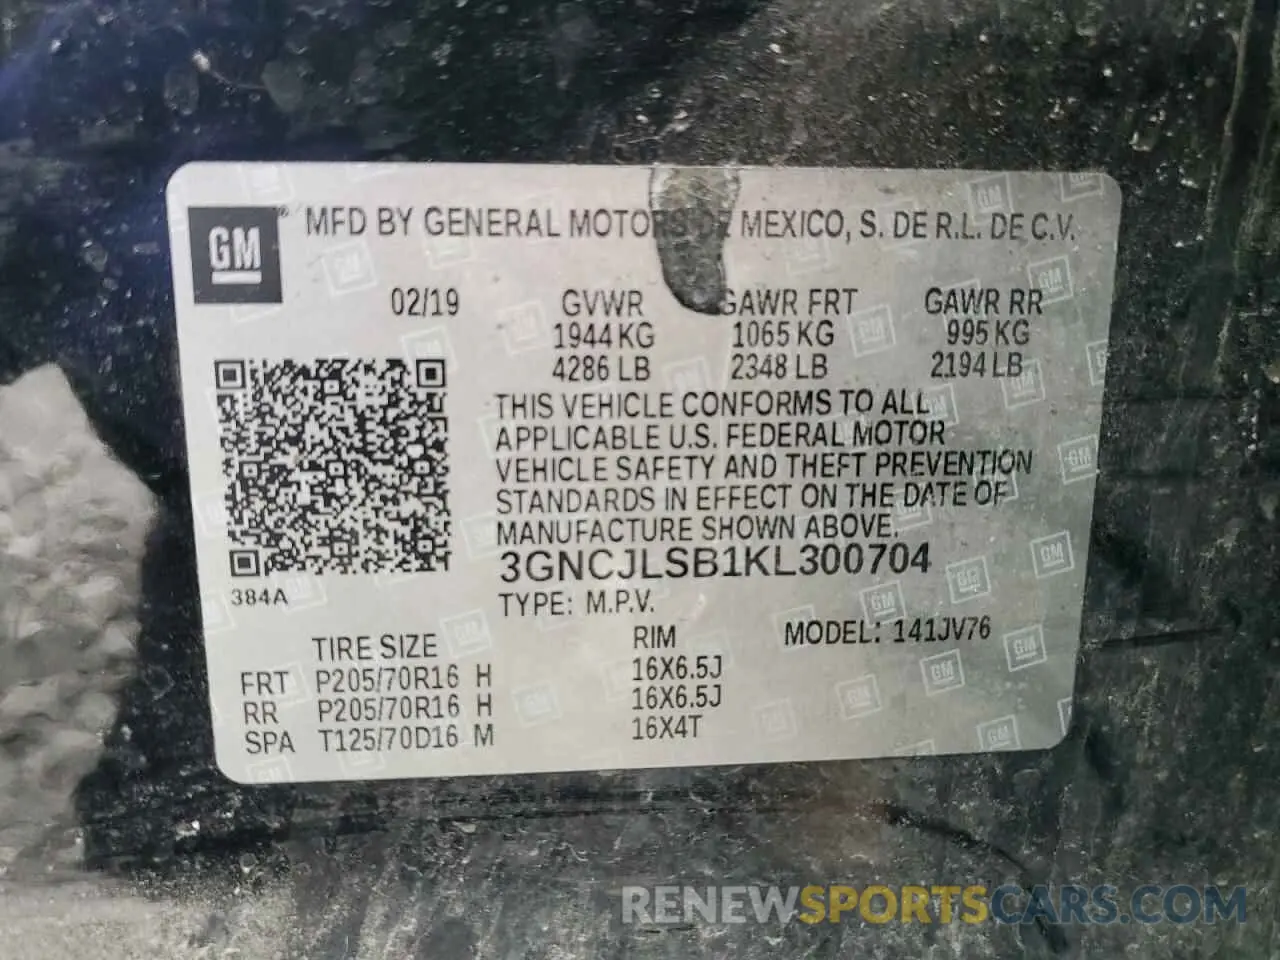 GM® MFD BY GENERAL MOTORS DE MEXICO, S. DE R.L. DE C.V.
02/19 GVWR GAWR FRT GAWR RR
1944 KG 1065 KG 995 KG
4286 LB 2348 LB 2194 LB
THIS VEHICLE CONFORMS TO ALL
APPLICABLE U.S. FEDERAL MOTOR
VEHICLE SAFETY AND THEFT PREVENTION
STANDARDS IN EFFECT ON THE DATE OF
MANUFACTURE SHOWN ABOVE.
3GNCJLSB1KL300704
384A
TYPE: M.P.V.
TIRE SIZE RIM MODEL: 141JV76
FRT P205/70R16 H 16X6.5J
RR P205/70R16 H 16X6.5J
SPA T125/70D16 M 16X4T
RENEWSPORTSCARS.COM